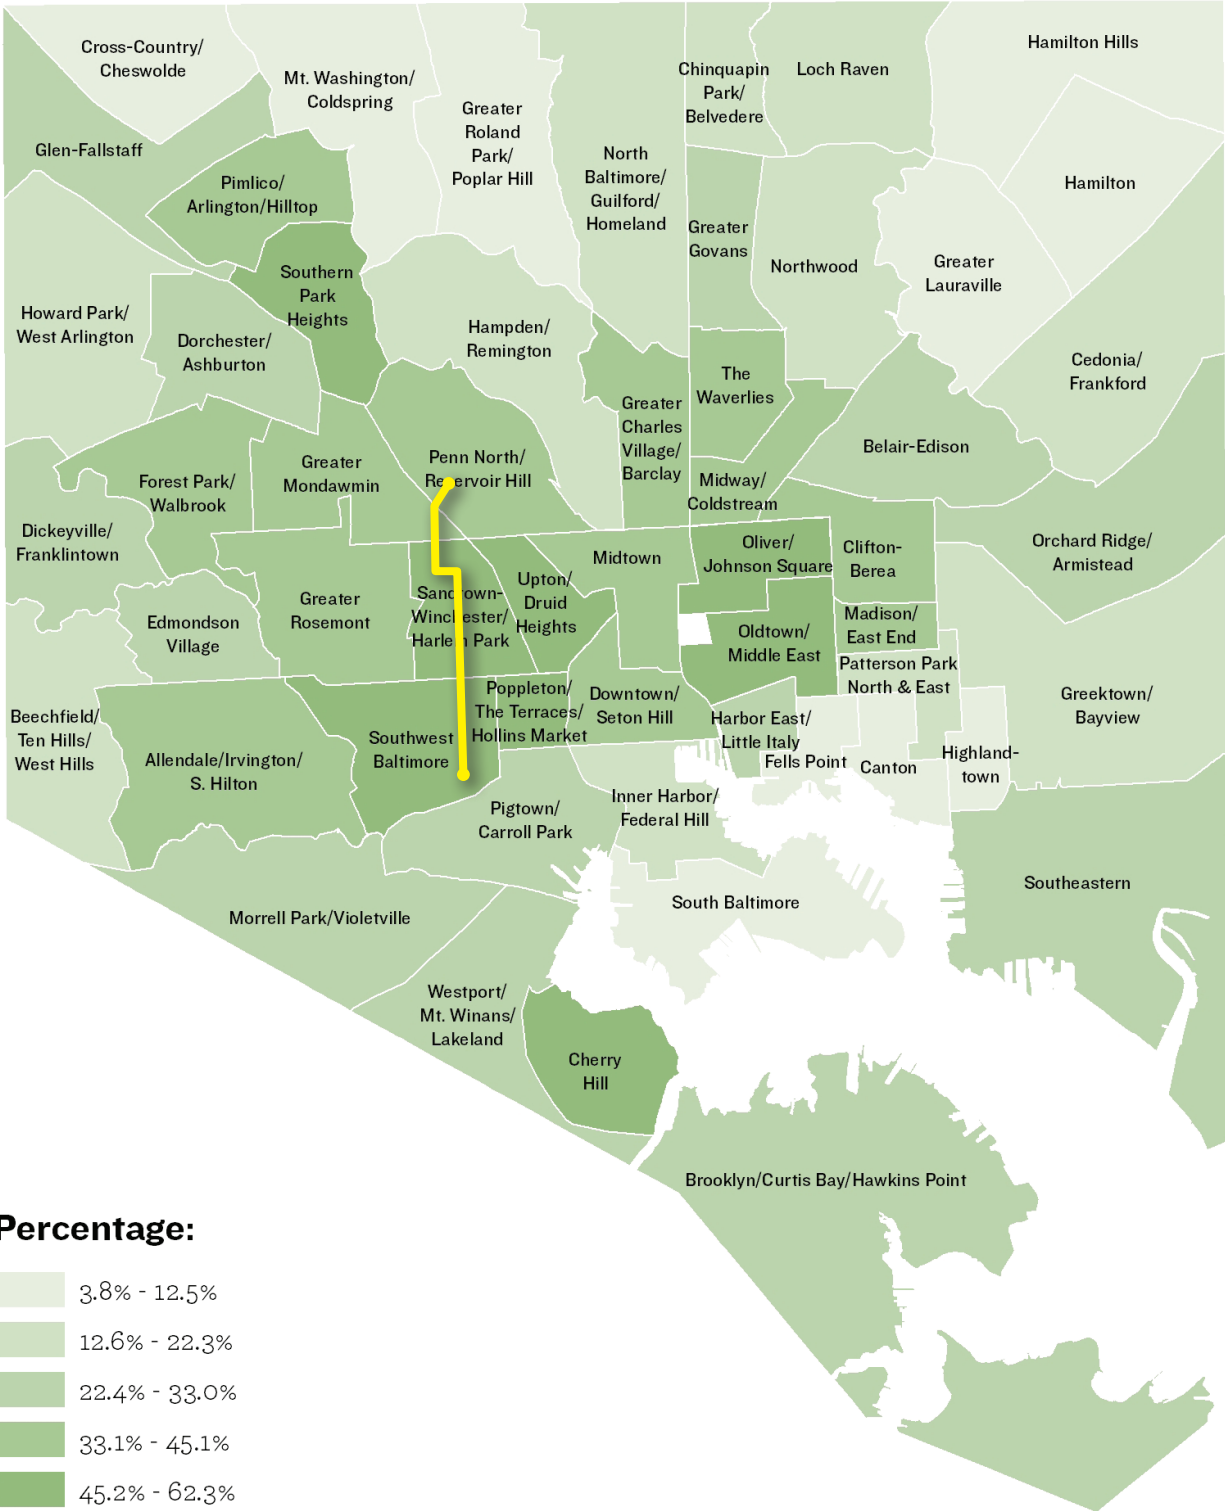 Cross-Country/
Cheswolde
Mt. Washington/
Coldspring
Greater
Roland
Park/
Poplar Hill
North
Baltimore/
Guilford/
Homeland
Chinquapin
Park/
Belvedere
Loch Raven
Hamilton Hills
Hamilton
Glen-Fallstaff
Pimlico/
Arlington/Hilltop
Southern
Park
Heights
Greater
Govans
Northwood
Greater
Lauraville
Howard Park/
West Arlington
Dorchester/
Ashburton
Hampden/
Remington
The
Waverlies
Cedonia/
Frankford
Greater
Charles
Village/
Barclay
Belair-Edison
Penn North/
Reservoir Hill
Greater
Mondawmin
Forest Park/
Walbrook
Midway/
Coldstream
Dickeyville/
Franklintown
Orchard Ridge/
Armistead
Oliver/
Johnson Square
Clifton-
Berea
Midtown
Upton/
Druid
Heights
Sandtown-
Winchester/
Harlem Park
Greater
Rosemont
Edmondson
Village
Madison/
East End
Oldtown/
Middle East
Patterson Park
North & East
Greektown/
Bayview
Poppleton/
The Terraces/
Hollins Market
Downtown/
Seton Hill
Harbor East/
Little Italy
Beechfield/
Ten Hills/
West Hills
Allendale/Irvington/
S. Hilton
Southwest
Baltimore
Fells Point
Canton
Highland-
town
Inner Harbor/
Federal Hill
Pigtown/
Carroll Park
Southeastern
South Baltimore
Morrell Park/Violetville
Westport/
Mt. Winans/
Lakeland
Cherry
Hill
Brooklyn/Curtis Bay/Hawkins Point
Percentage:
3.8% - 12.5%
12.6% - 22.3%
22.4% - 33.0%
33.1% - 45.1%
45.2% - 62.3%